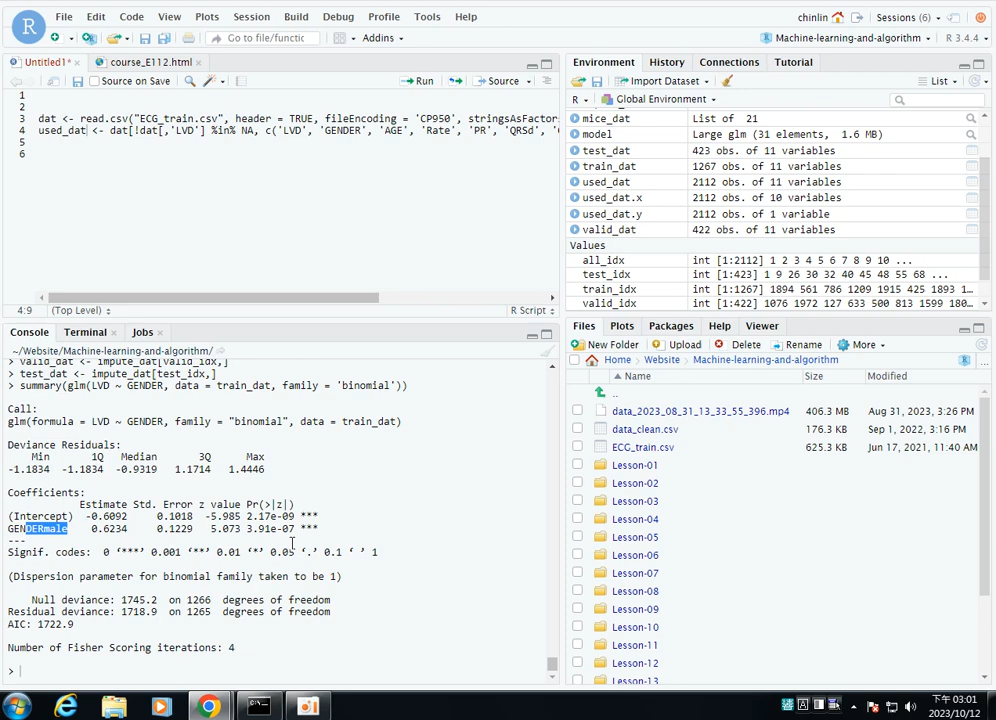 File Edit Code View Plots Session Build Debug Profile Tools Help
chinlin
Sessions (6)
Go to file/functic
Addins
Machine-learning-and-algorithm
R 3.4.4
Untitled1*
course_E112.html
Source on Save
Run
Source
1
2
3 dat <- read.csv("ECG_train.csv", header = TRUE, fileEncoding = 'CP950', stringsAsFactor
4 used_dat <- dat[!dat[,'LVD'] %in% NA, c('LVD', 'GENDER', 'AGE', 'Rate', 'PR', 'QRSd', '
5
6
4:9 (Top Level)
R Script
Console Terminal Jobs
~/Website/Machine-learning-and-algorithm/
> valid_dat <- impute_dat[valid_idx,]
> test_dat <- impute_dat[test_idx,]
> summary(glm(LVD ~ GENDER, data = train_dat, family = 'binomial'))
Call:
glm(formula = LVD ~ GENDER, family = "binomial", data = train_dat)
Deviance Residuals:
Min 1Q Median 3Q Max
-1.1834 -1.1834 -0.9319 1.1714 1.4446
Coefficients:
Estimate Std. Error z value Pr(>|z|)
(Intercept) -0.6092 0.1018 -5.985 2.17e-09 ***
GENDERmale 0.6234 0.1229 5.073 3.91e-07 ***
---
Signif. codes: 0 ‘***’ 0.001 ‘**’ 0.01 ‘*’ 0.05 ‘.’ 0.1 ‘ ’ 1
(Dispersion parameter for binomial family taken to be 1)
Null deviance: 1745.2 on 1266 degrees of freedom
Residual deviance: 1718.9 on 1265 degrees of freedom
AIC: 1722.9
Number of Fisher Scoring iterations: 4
>
Environment History Connections Tutorial
Import Dataset
List
R Global Environment
mice_dat List of 21
model Large glm (31 elements, 1.6 MB)
test_dat 423 obs. of 11 variables
train_dat 1267 obs. of 11 variables
used_dat 2112 obs. of 11 variables
used_dat.x 2112 obs. of 10 variables
used_dat.y 2112 obs. of 1 variable
valid_dat 422 obs. of 11 variables
Values
all_idx int [1:2112] 1 2 3 4 5 6 7 8 9 10 ...
test_idx int [1:423] 1 9 26 30 32 40 45 48 55 68 ...
train_idx int [1:1267] 1894 561 786 1209 1915 425 1893 1…
valid_idx int [1:422] 1076 1972 127 633 500 813 1599 180…
Files Plots Packages Help Viewer
New Folder Upload Delete Rename More
Home Website Machine-learning-and-algorithm
...
Name Size Modified
..
data_2023_08_31_13_33_55_396.mp4 406.3 MB Aug 31, 2023, 3:26 PM
data_clean.csv 176.3 KB Sep 1, 2022, 3:16 PM
ECG_train.csv 625.3 KB Jun 17, 2021, 11:40 AM
Lesson-01
Lesson-02
Lesson-03
Lesson-04
Lesson-05
Lesson-06
Lesson-07
Lesson-08
Lesson-09
Lesson-10
Lesson-11
Lesson-12
Lesson-13
下午 03:01
2023/10/12